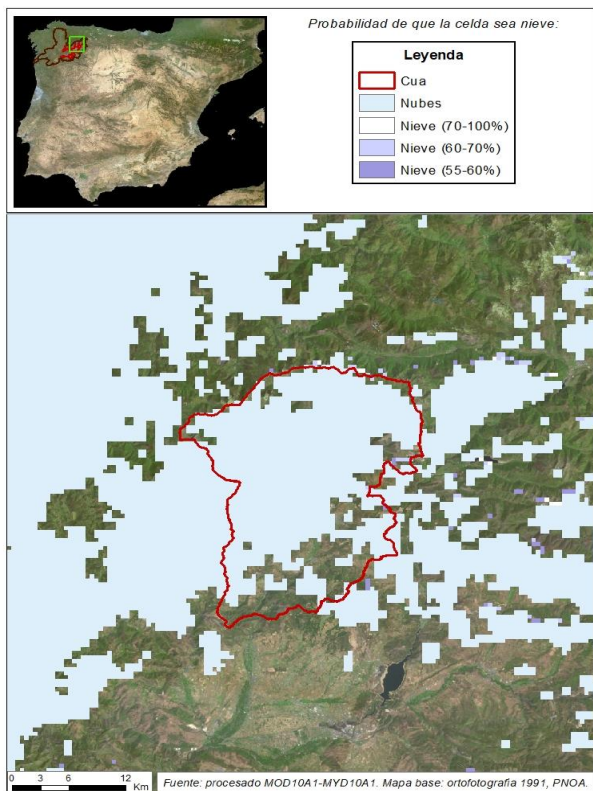 Probabilidad de que la celda sea nieve:
Leyenda
Cua
Nubes
Nieve (70-100%)
Nieve (60-70%)
Nieve (55-60%)
0 3 6 12
Km
Fuente: procesado MOD10A1-MYD10A1. Mapa base: ortofotografia 1991, PNOA.